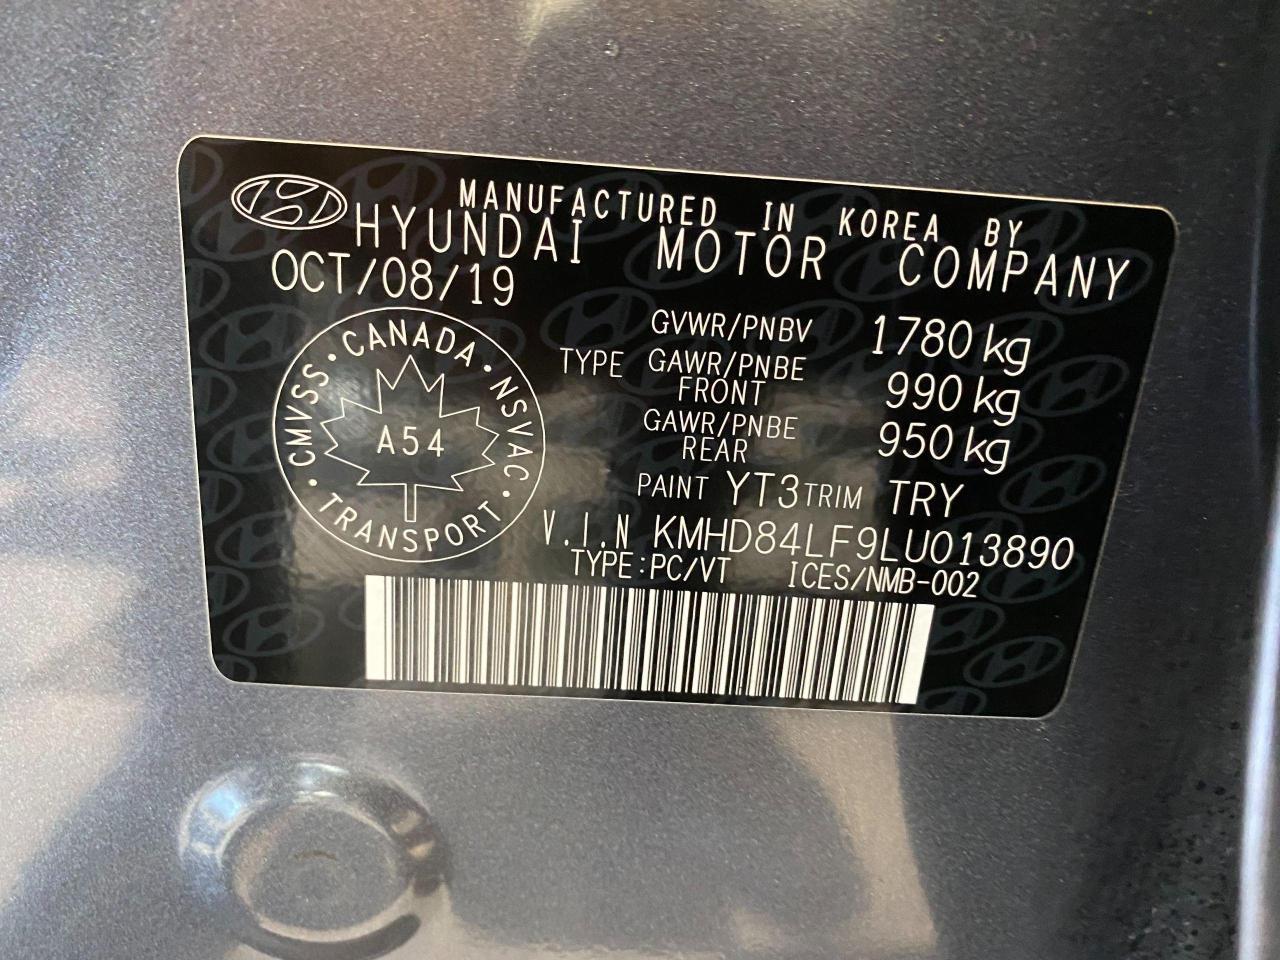 MANUFACTURED IN KOREA BY
HYUNDAI MOTOR COMPANY
OCT/08/19
CMVSS · CANADA · NSVAC · TRANSPORT ·
A54
GVWR/PNBV 1780 kg
TYPE GAWR/PNBE FRONT 990 kg
GAWR/PNBE REAR 950 kg
PAINT YT3 TRIM TRY
V.I.N KMHD84LF9LU013890
TYPE:PC/VT ICES/NMB-002